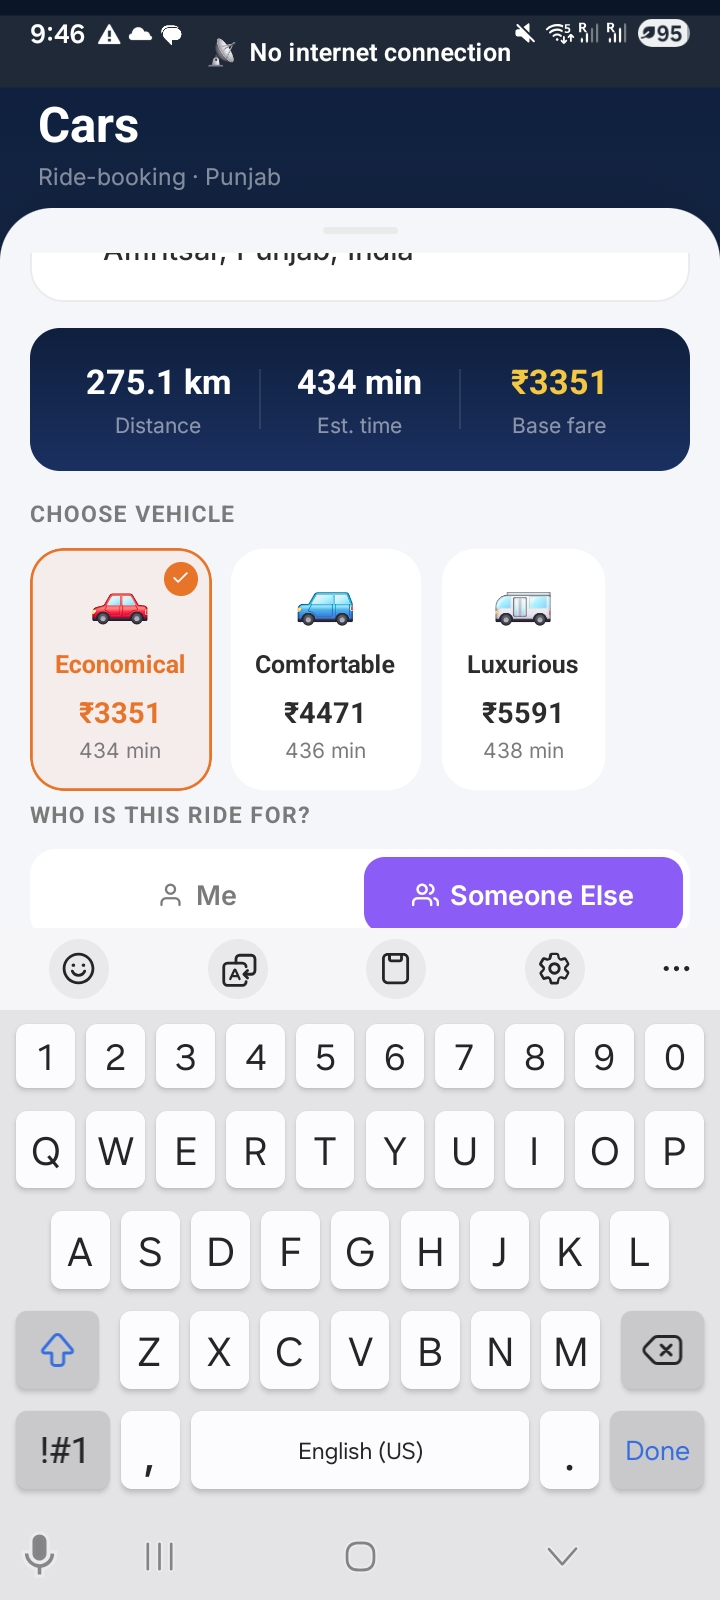 9:46
95
No internet connection
Cars
Ride-booking · Punjab
Amritsar, Punjab, India
275.1 km 434 min ₹3351
Distance Est. time Base fare
CHOOSE VEHICLE
Economical Comfortable Luxurious
₹3351 ₹4471 ₹5591
434 min 436 min 438 min
WHO IS THIS RIDE FOR?
Me Someone Else
1 2 3 4 5 6 7 8 9 0
Q W E R T Y U I O P
A S D F G H J K L
Z X C V B N M
!#1 , English (US) . Done